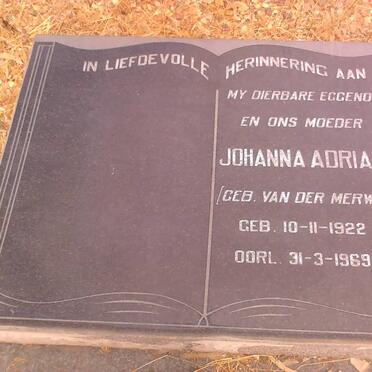 IN LIEFDEVOLLE HERINNERING AAN
MY DIERBARE EGGENO
EN ONS MOEDER
JOHANNA ADRIA
(GEB. VAN DER MERW
GEB. 10-11-1922
OORL. 31-3-1969